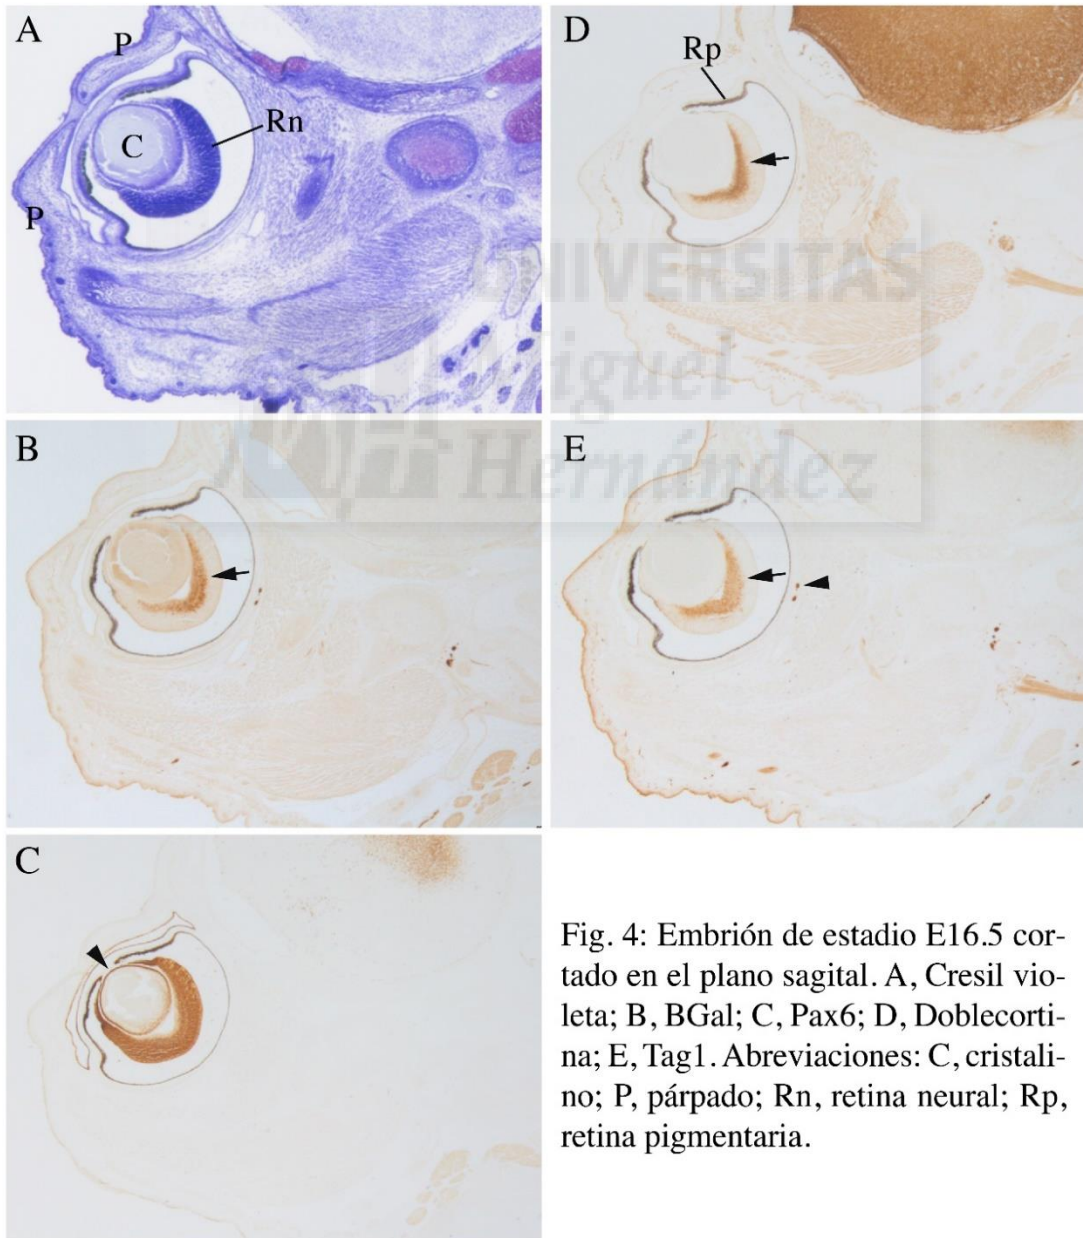 A
P
C
Rn
P
D
Rp
B
E
C
UNIVERSITAS
Miguel
Hernández
Fig. 4: Embrión de estadio E16.5 cor-
tado en el plano sagital. A, Cresil vio-
leta; B, BGal; C, Pax6; D, Doblecorti-
na; E, Tag1. Abreviaciones: C, cristali-
no; P, párpado; Rn, retina neural; Rp,
retina pigmentaria.